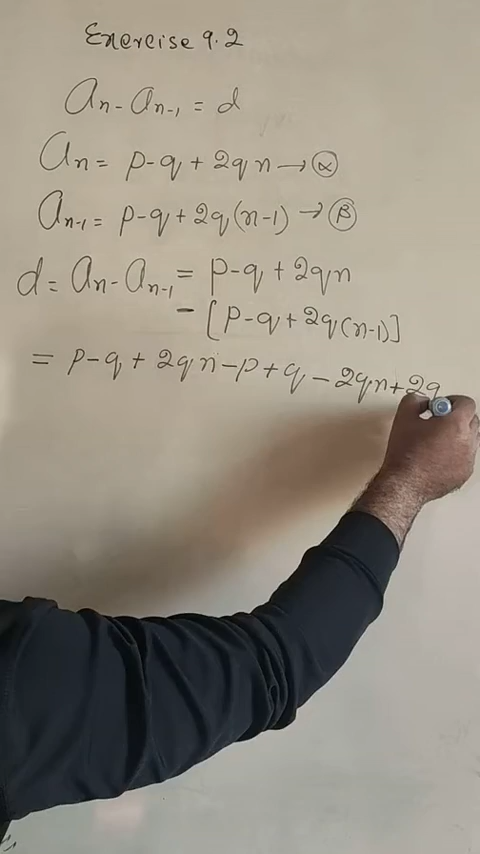 Exercise 9.2
an - an-1 = d
an = p-q + 2qn → α
an-1 = p-q + 2q(n-1) → β
d = an - an-1 = p-q + 2qn
- [p-q + 2q(n-1)]
= p-q + 2qn - p + q - 2qn + 2q